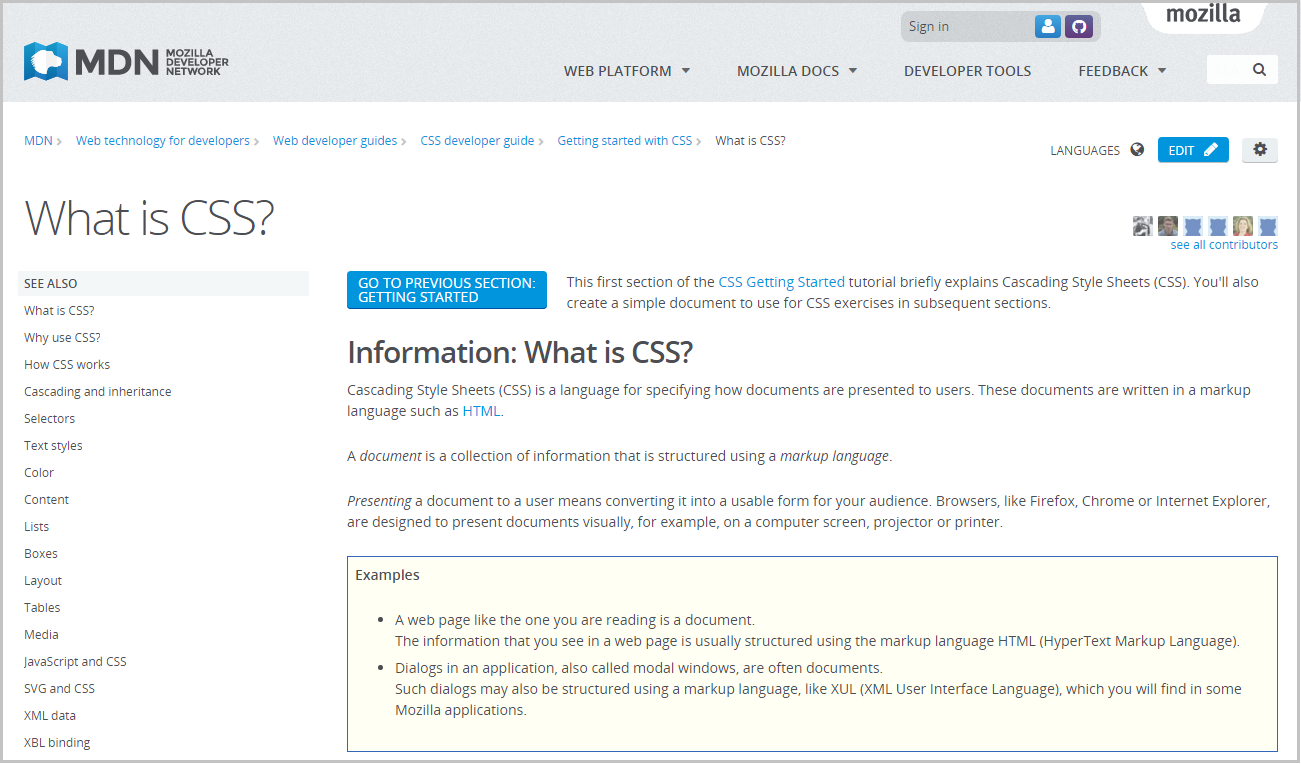 mozilla
Sign in
MDN MOZILLA
DEVELOPER
NETWORK
WEB PLATFORM MOZILLA DOCS DEVELOPER TOOLS FEEDBACK
MDN Web technology for developers Web developer guides CSS developer guide Getting started with CSS What is CSS?
LANGUAGES EDIT
What is CSS?
see all contributors
SEE ALSO
What is CSS?
Why use CSS?
How CSS works
Cascading and inheritance
Selectors
Text styles
Color
Content
Lists
Boxes
Layout
Tables
Media
JavaScript and CSS
SVG and CSS
XML data
XBL binding
GO TO PREVIOUS SECTION:
GETTING STARTED
This first section of the CSS Getting Started tutorial briefly explains Cascading Style Sheets (CSS). You'll also
create a simple document to use for CSS exercises in subsequent sections.
Information: What is CSS?
Cascading Style Sheets (CSS) is a language for specifying how documents are presented to users. These documents are written in a markup
language such as HTML.
A document is a collection of information that is structured using a markup language.
Presenting a document to a user means converting it into a usable form for your audience. Browsers, like Firefox, Chrome or Internet Explorer,
are designed to present documents visually, for example, on a computer screen, projector or printer.
Examples
• A web page like the one you are reading is a document.
The information that you see in a web page is usually structured using the markup language HTML (HyperText Markup Language).
• Dialogs in an application, also called modal windows, are often documents.
Such dialogs may also be structured using a markup language, like XUL (XML User Interface Language), which you will find in some
Mozilla applications.